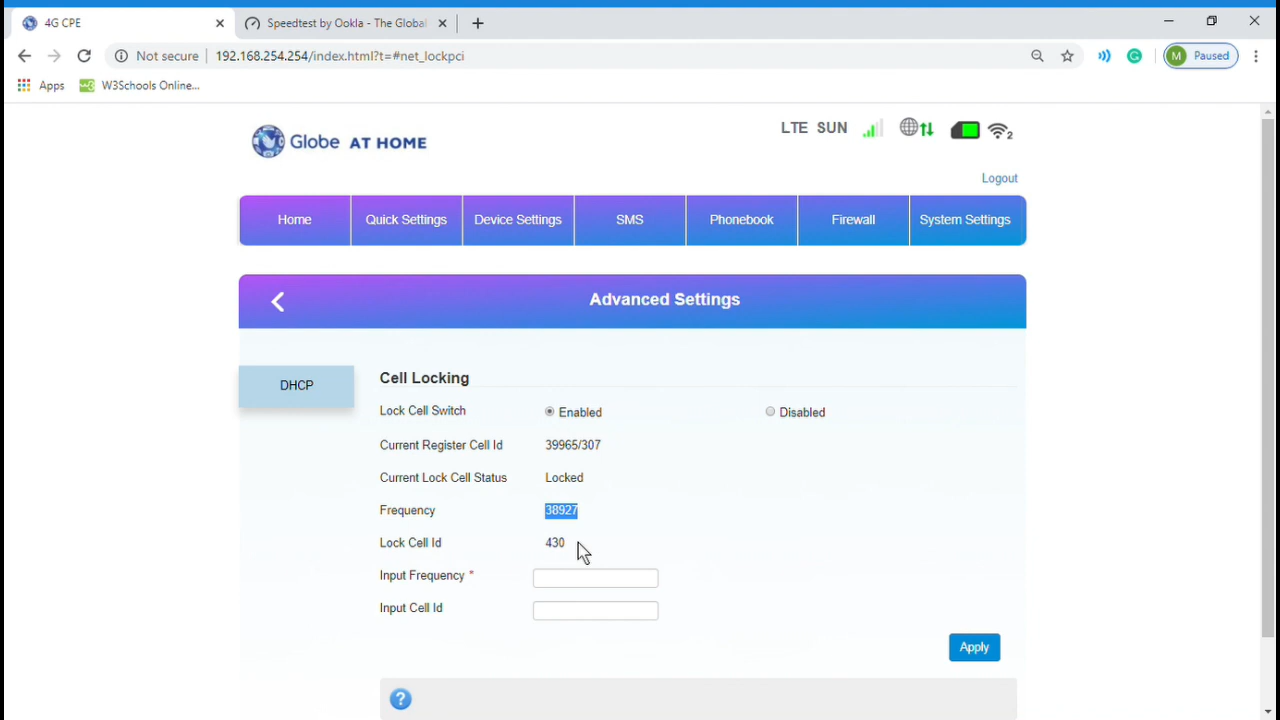 4G CPE
Speedtest by Ookla - The Global
Not secure
192.168.254.254/index.html?t=#net_lockpci
M
Paused
Apps
w3
W3Schools Online...
Globe AT HOME
LTE SUN
2
Logout
Home
Quick Settings
Device Settings
SMS
Phonebook
Firewall
System Settings
Advanced Settings
DHCP
Cell Locking
Lock Cell Switch
Enabled
Disabled
Current Register Cell Id
39965/307
Current Lock Cell Status
Locked
Frequency
38927
Lock Cell Id
430
Input Frequency *
Input Cell Id
Apply
?